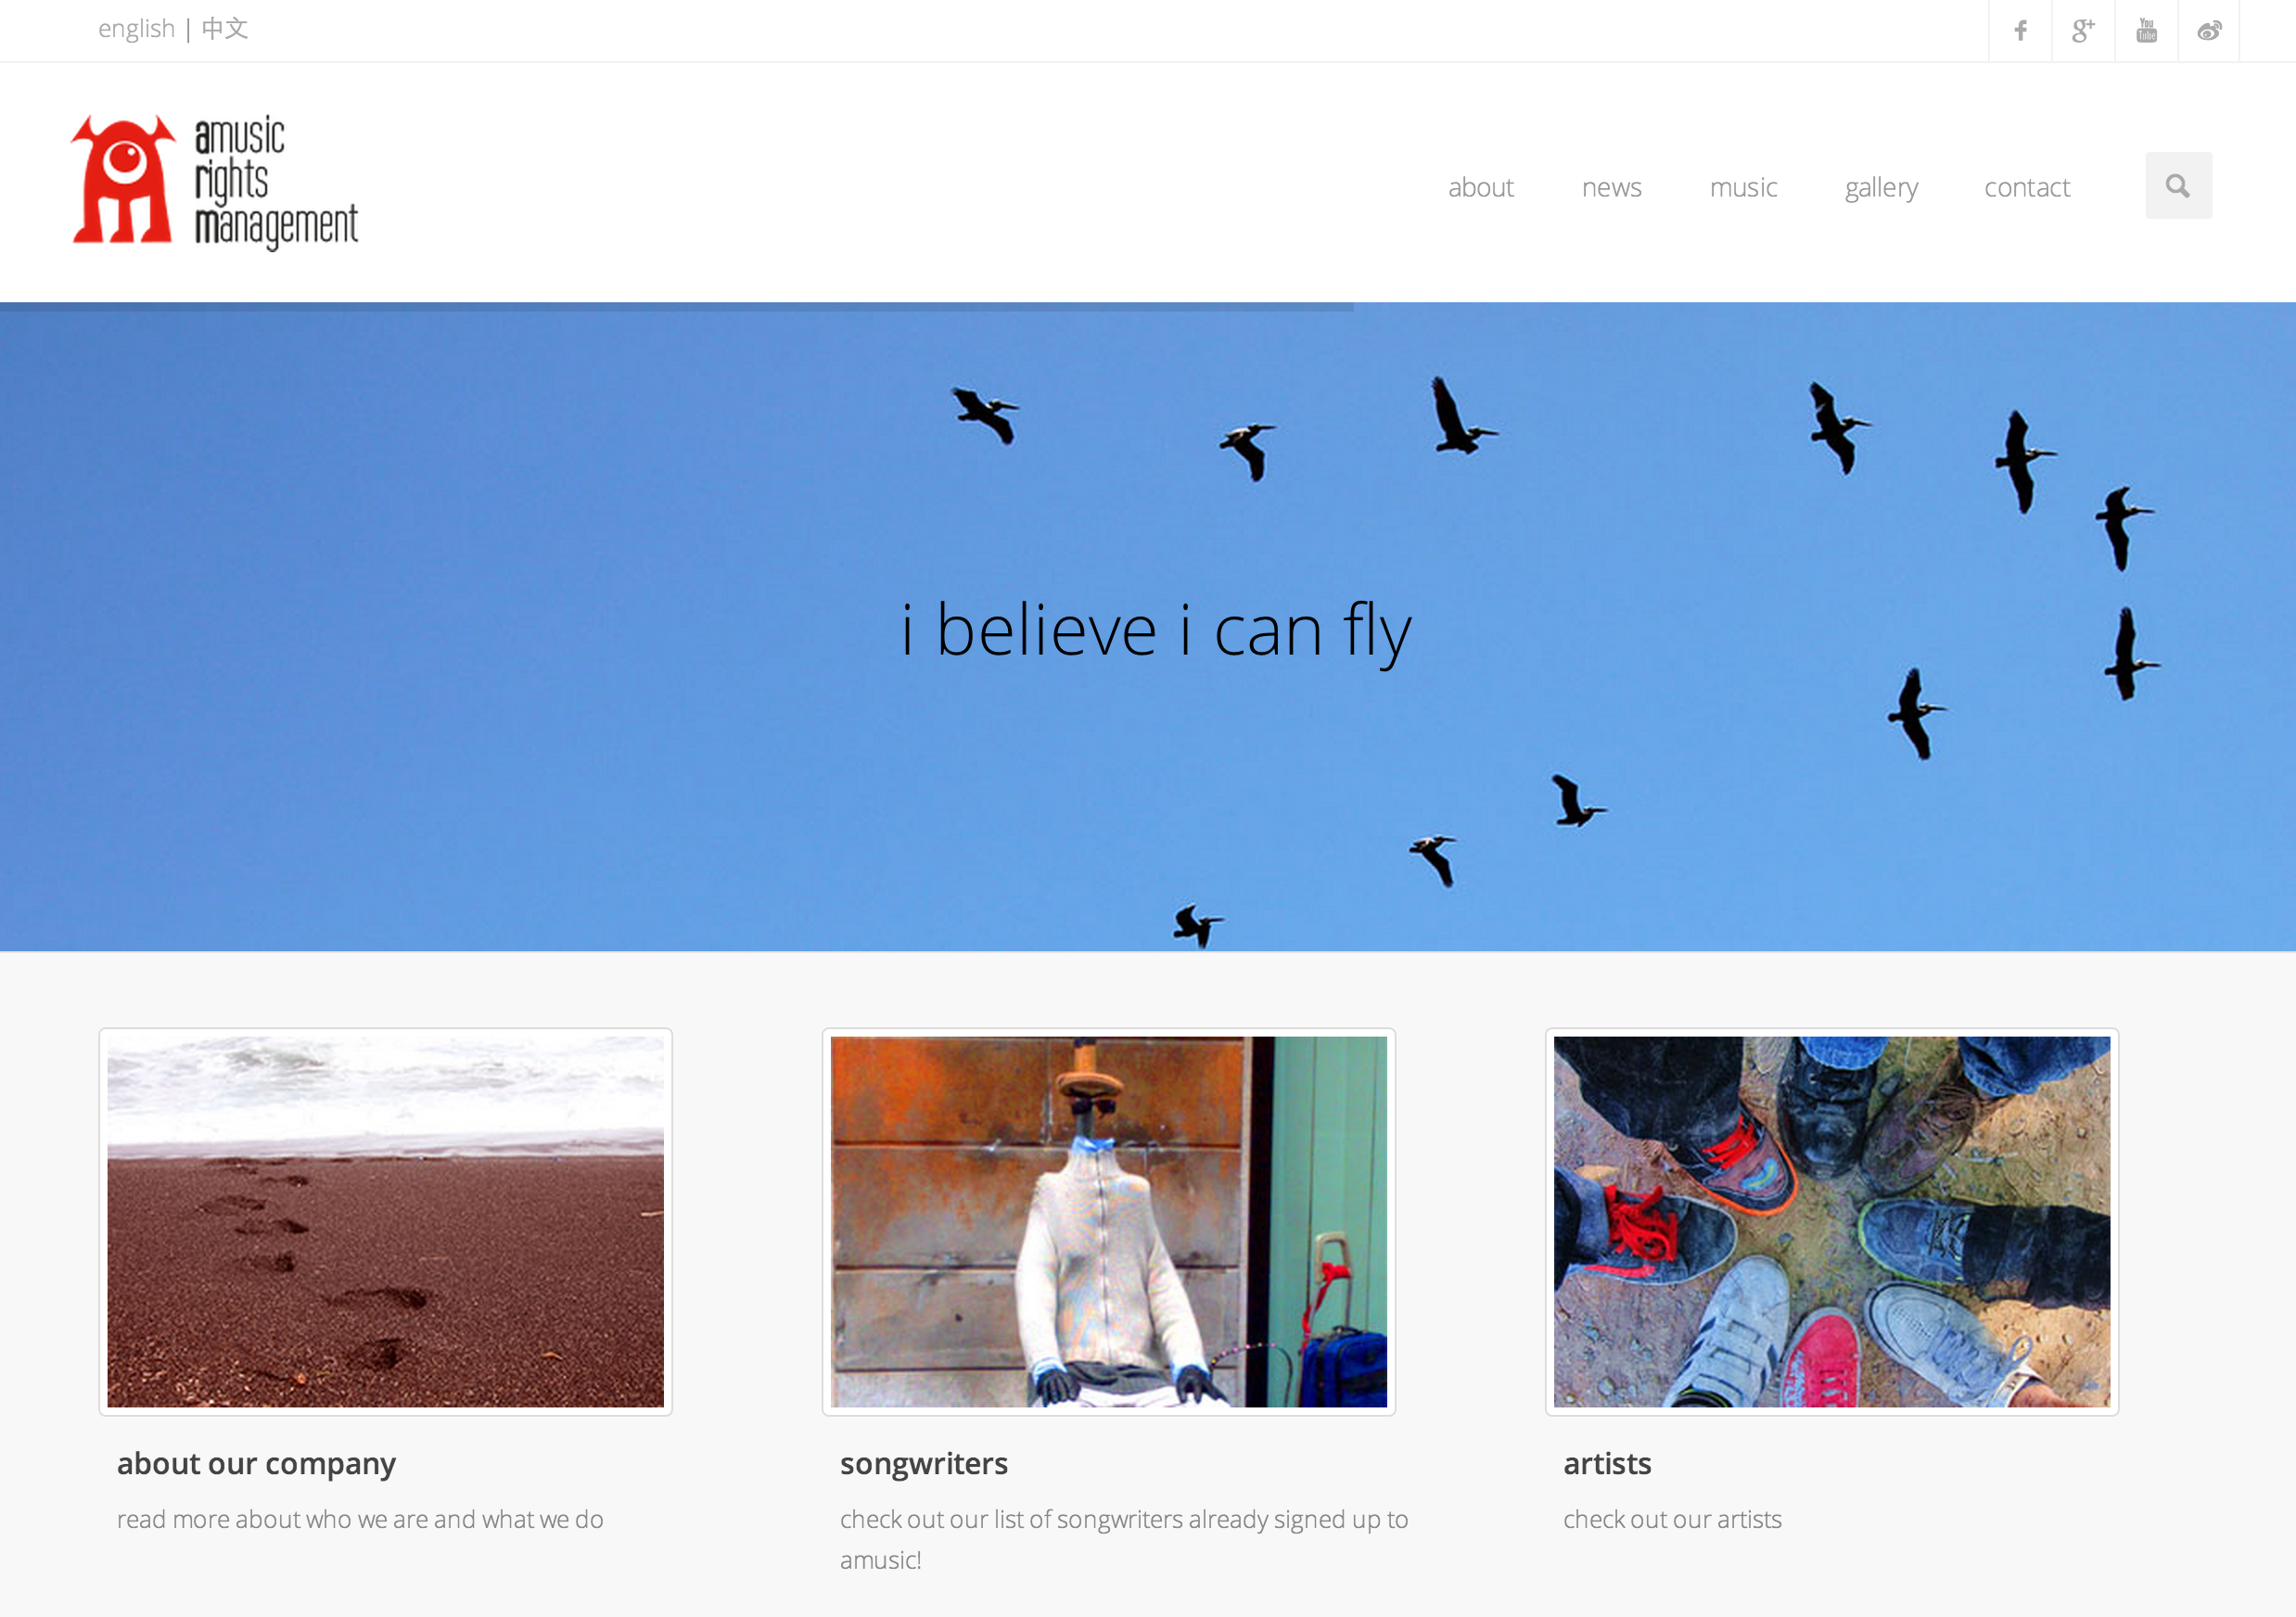 english | 中文
f
g+
You
Tube
amusic
rights
management
about news music gallery contact
i believe i can fly
about our company
read more about who we are and what we do
songwriters
check out our list of songwriters already signed up to
amusic!
artists
check out our artists